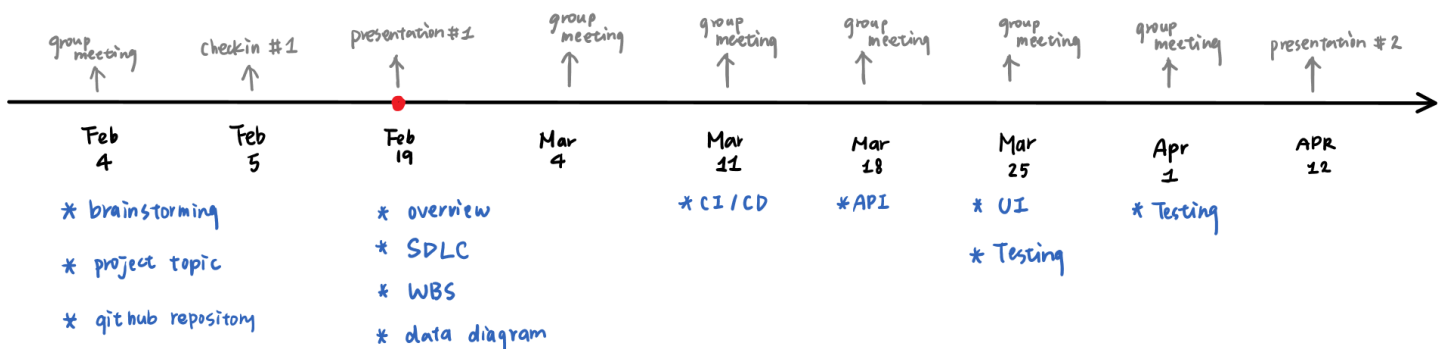 group
meeting
checkin #1
presentation #1
group
meeting
group
meeting
group
meeting
group
meeting
group
meeting
presentation #2
Feb
4
Feb
5
Feb
19
Mar
4
Mar
11
Mar
18
Mar
25
Apr
1
APR
12
* brainstorming
* project topic
* github repository
* overview
* SDLC
* WBS
* data diagram
* CI/CD
* API
* UI
* Testing
* Testing